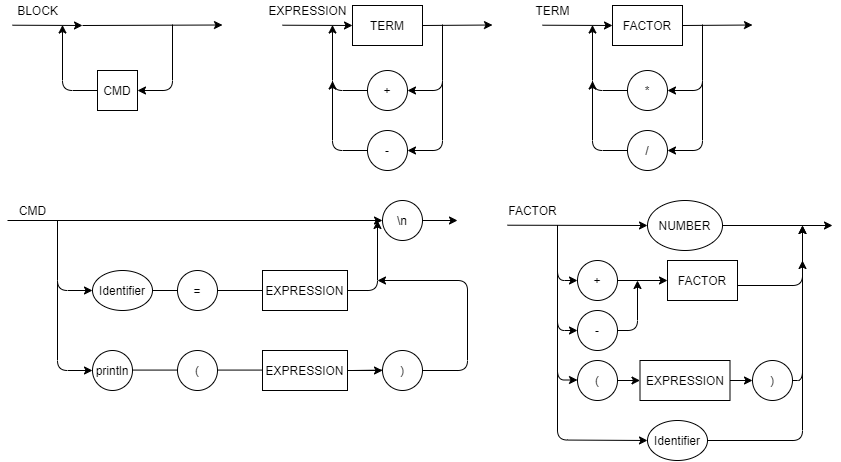 BLOCK
CMD
EXPRESSION
TERM
+
-
TERM
FACTOR
*
/
CMD
\n
Identifier = EXPRESSION
println ( EXPRESSION )
FACTOR
NUMBER
+ FACTOR
-
( EXPRESSION )
Identifier